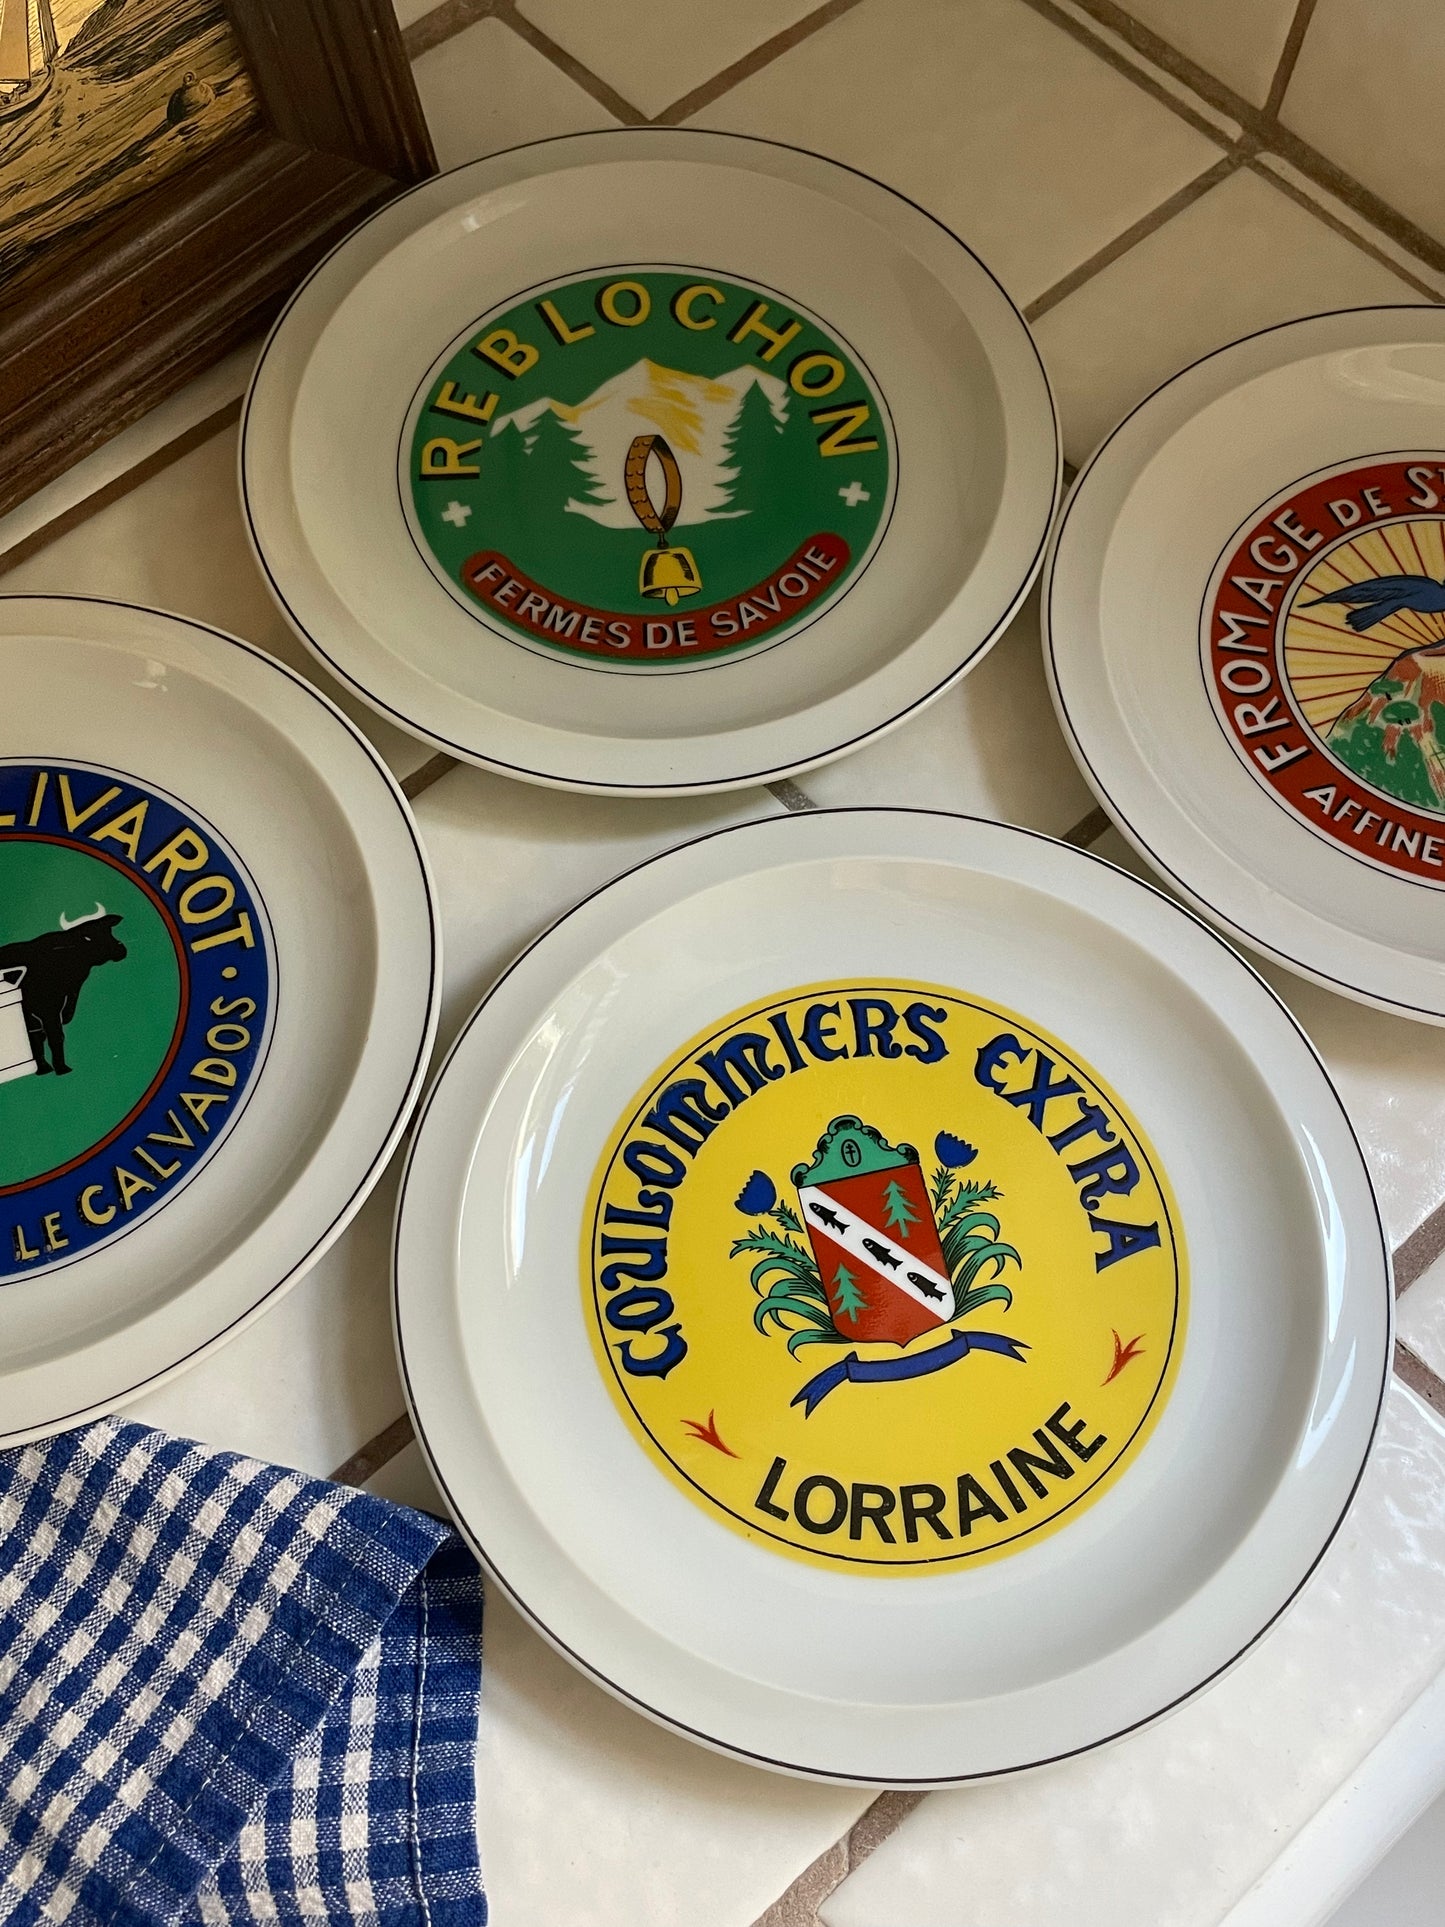 REBLOCHON
FERMES DE SAVOIE
FROMAGE DE S
AFFINE
LIVAROT ·
LE CALVADOS
COULOMMIERS EXTRA
LORRAINE